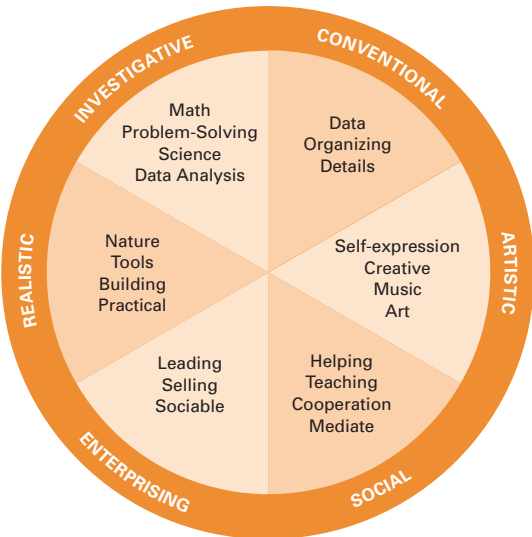 INVESTIGATIVE
Math
Problem-Solving
Science
Data Analysis
CONVENTIONAL
Data
Organizing
Details
ARTISTIC
Self-expression
Creative
Music
Art
SOCIAL
Helping
Teaching
Cooperation
Mediate
ENTERPRISING
Leading
Selling
Sociable
REALISTIC
Nature
Tools
Building
Practical